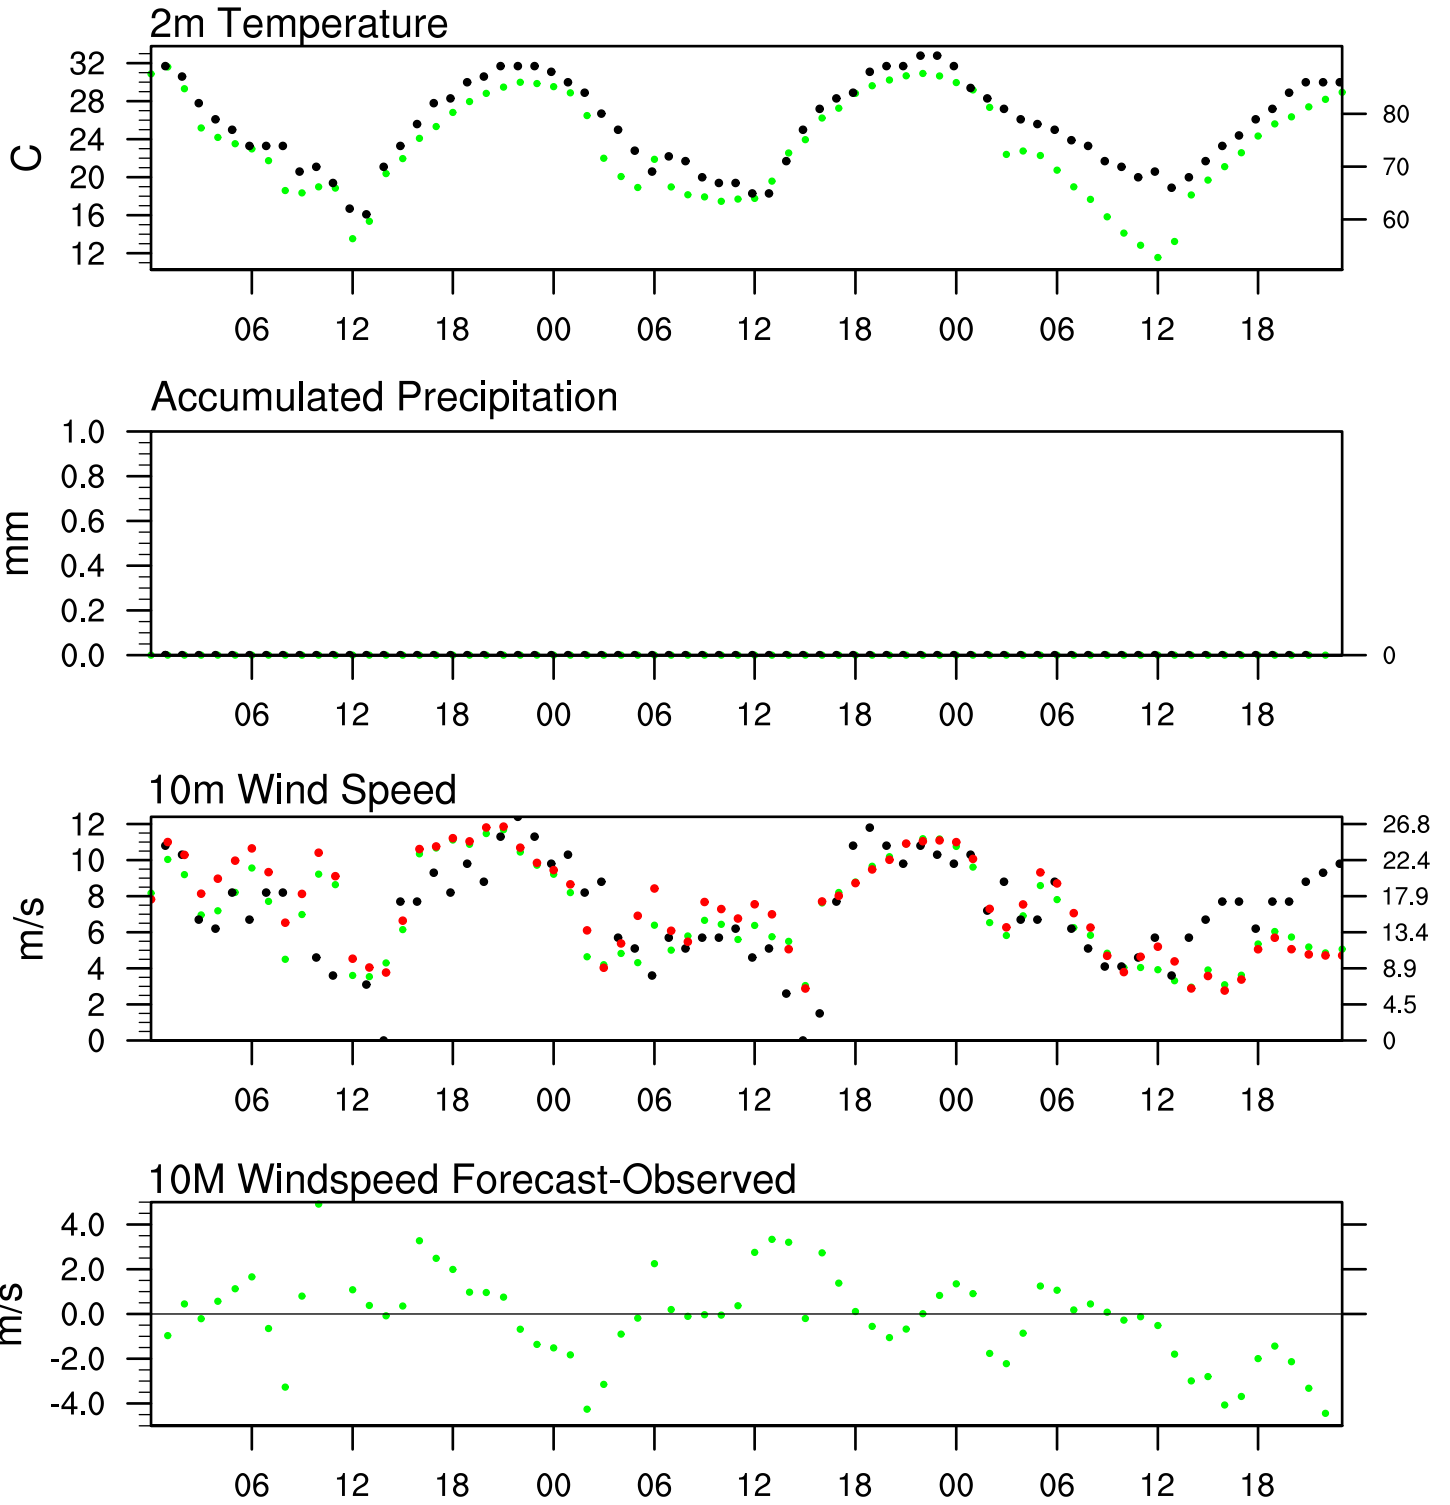 2m Temperature
32
28
24
20
16
12
C
80
70
60
06 12 18 00 06 12 18 00 06 12 18
Accumulated Precipitation
1.0
0.8
0.6
0.4
0.2
0.0
mm
0
06 12 18 00 06 12 18 00 06 12 18
10m Wind Speed
12
10
8
6
4
2
0
m/s
26.8
22.4
17.9
13.4
8.9
4.5
0
06 12 18 00 06 12 18 00 06 12 18
10M Windspeed Forecast-Observed
4.0
2.0
0.0
-2.0
-4.0
m/s
06 12 18 00 06 12 18 00 06 12 18